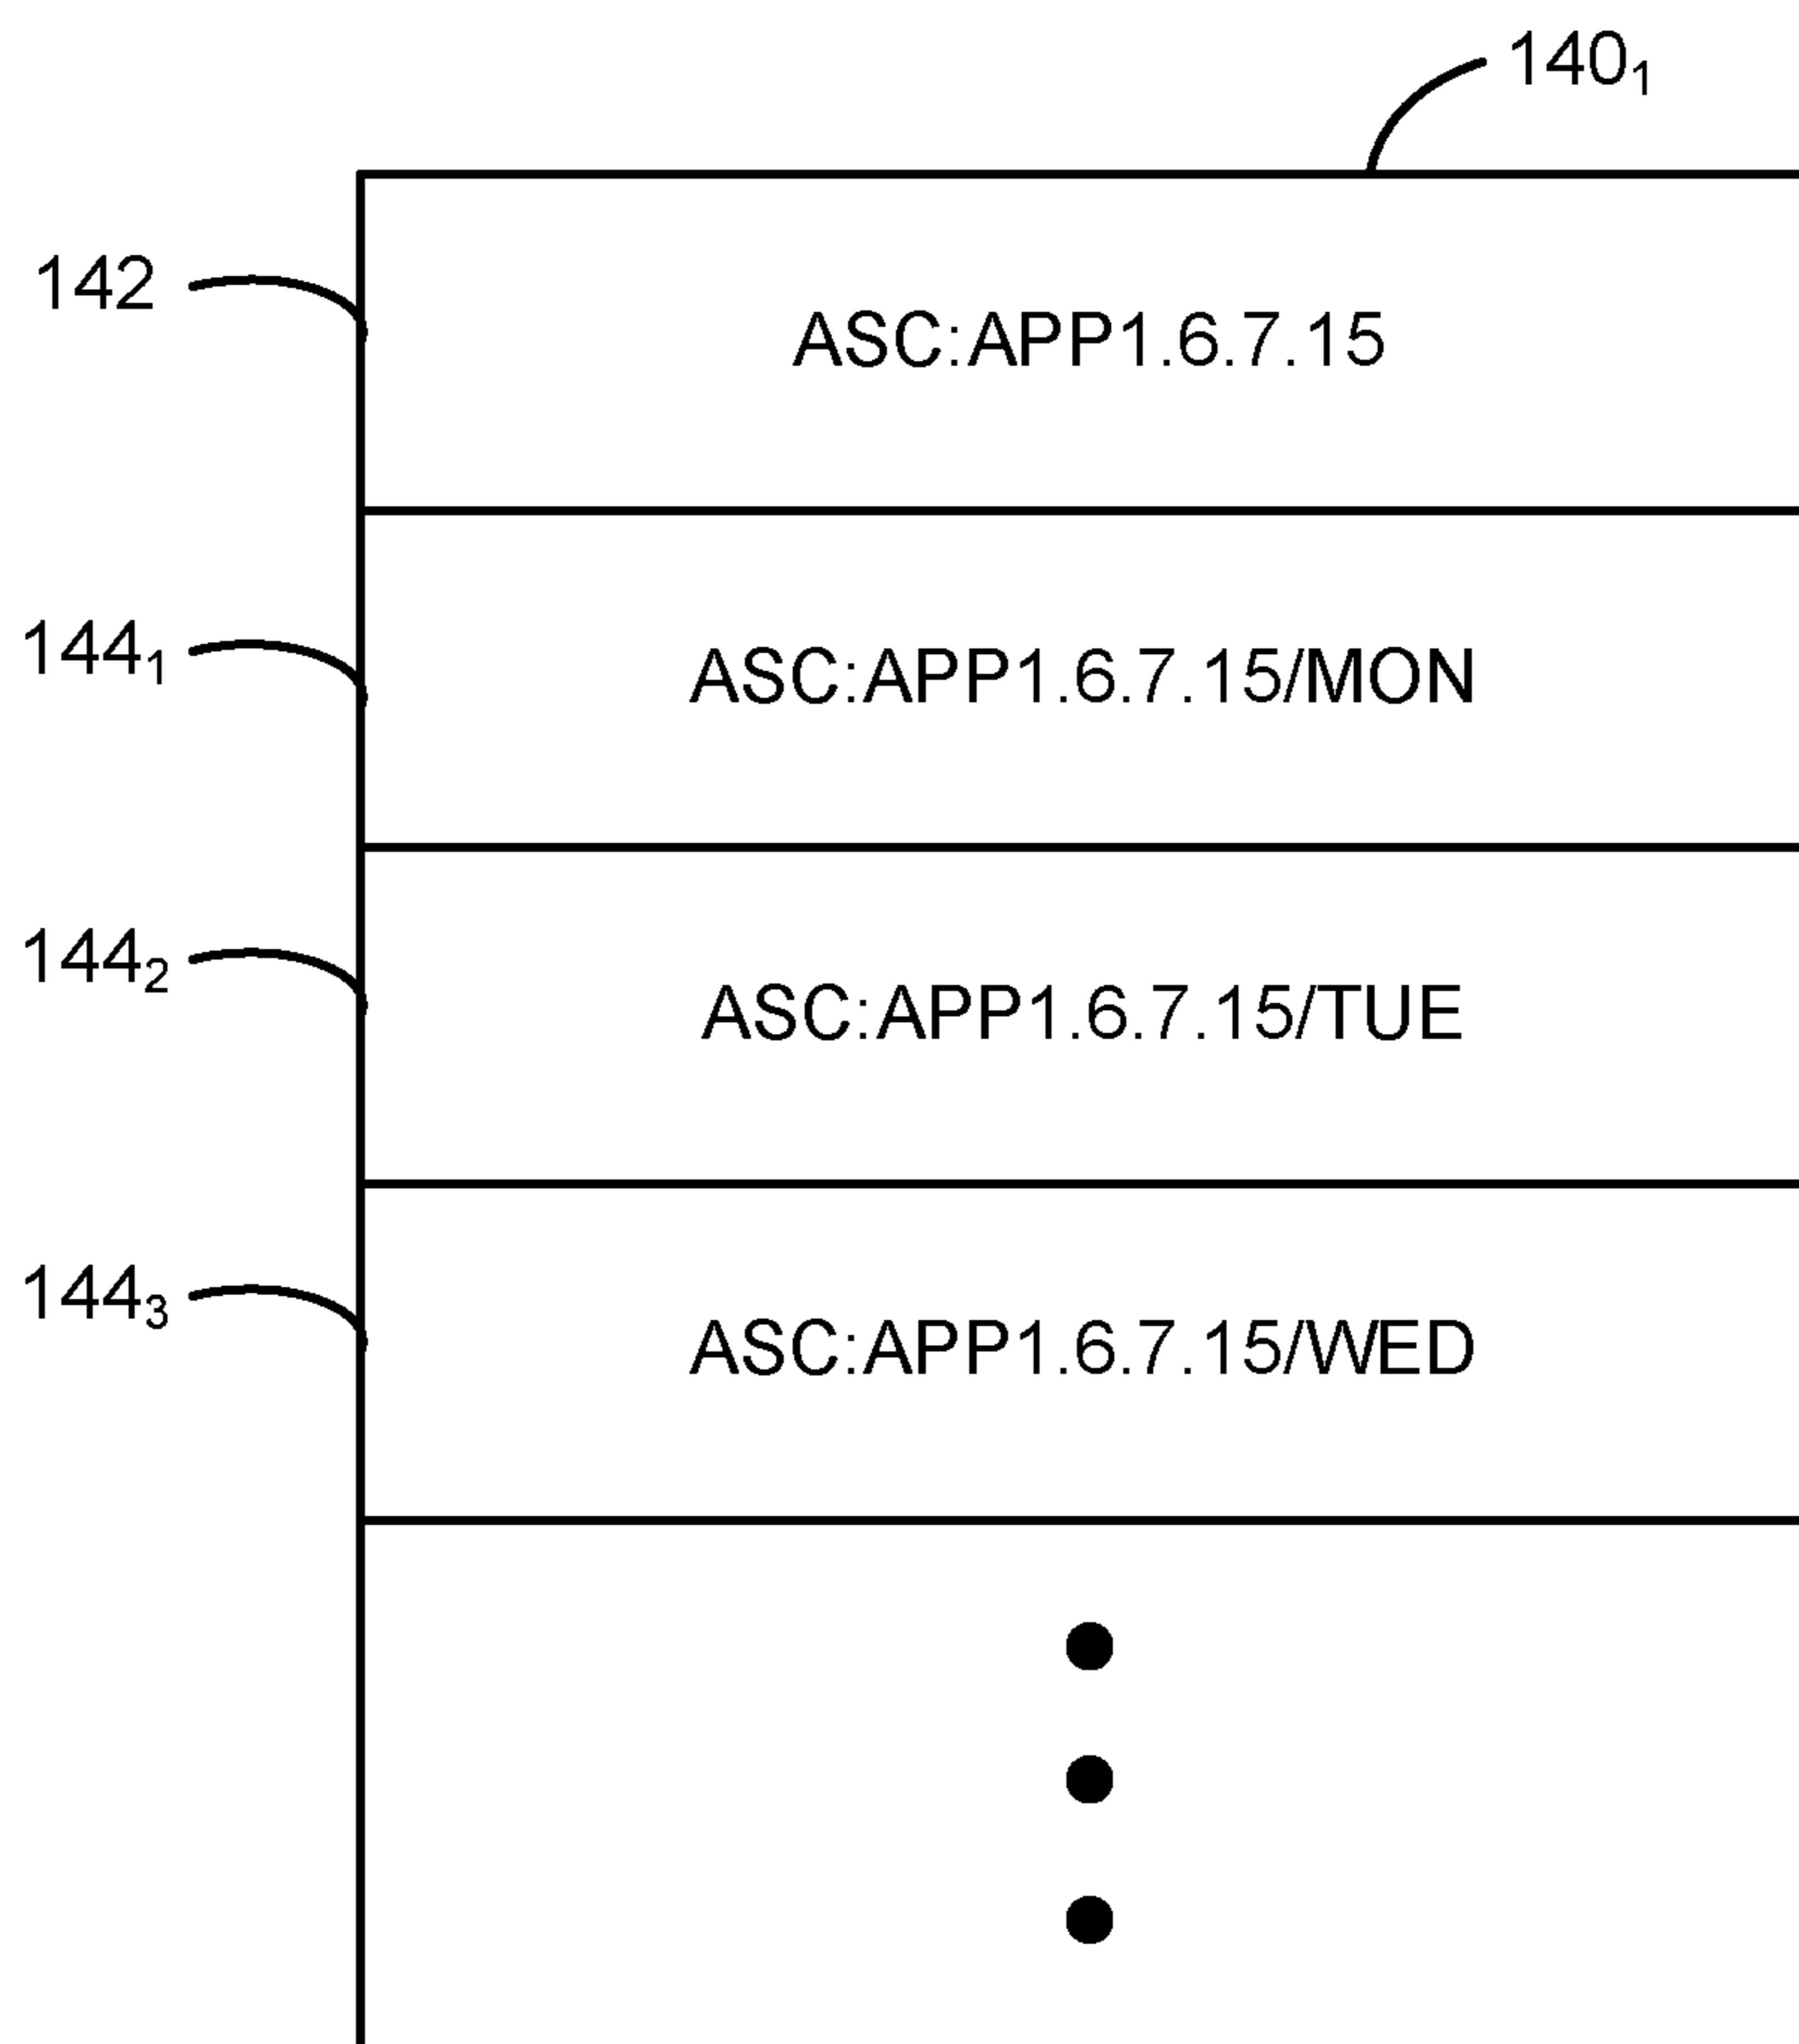 140₁
142
ASC:APP1.6.7.15
144₁
ASC:APP1.6.7.15/MON
144₂
ASC:APP1.6.7.15/TUE
144₃
ASC:APP1.6.7.15/WED